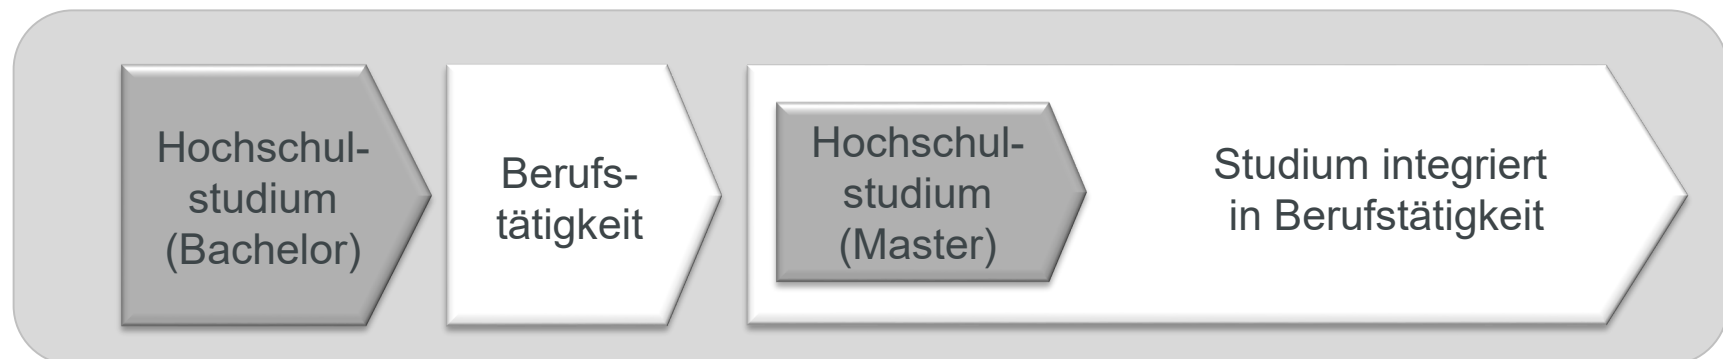 Hochschul-
studium
(Bachelor)
Berufs-
tätigkeit
Hochschul-
studium
(Master)
Studium integriert
in Berufstätigkeit